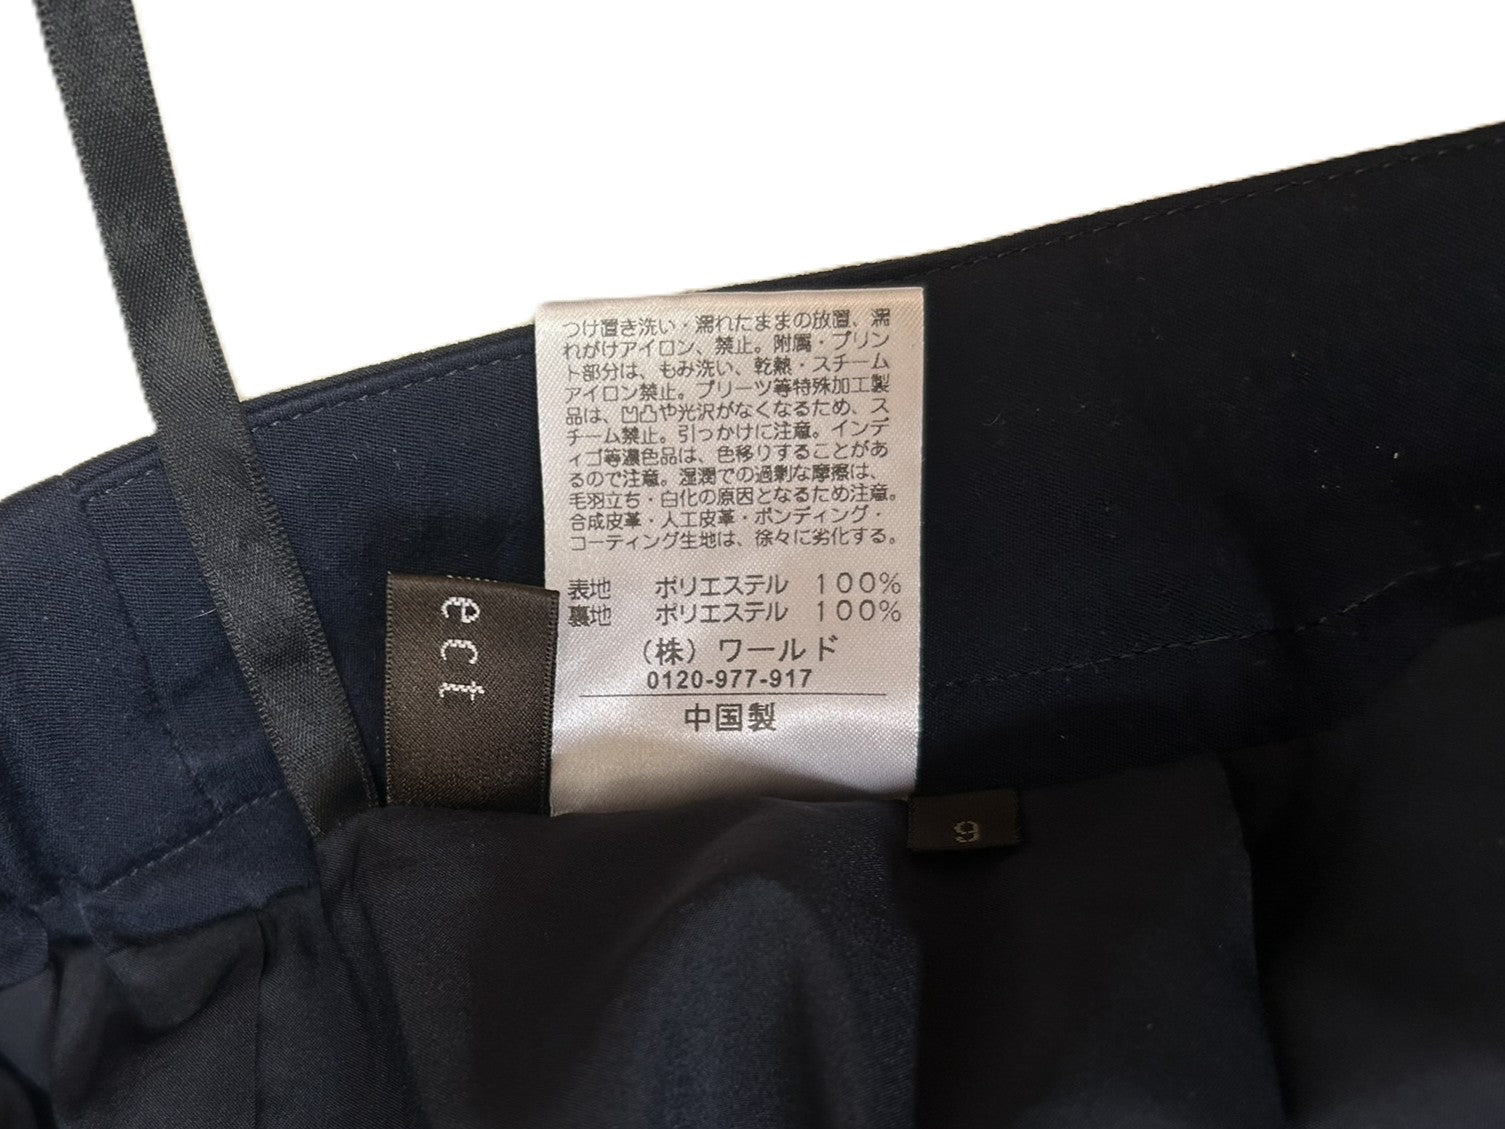 つけ置き洗い・濡れたままの放置、濡
れがけアイロン、禁止。附属・プリン
ト部分は、もみ洗い、乾熱・スチーム
アイロン禁止。プリーツ等特殊加工製
品は、凹凸や光沢がなくなるため、ス
チーム禁止。引っかけに注意。インデ
ィゴ等濃色品は、色移りすることがあ
るので注意。湿潤での過剰な摩擦は、
毛羽立ち・白化の原因となるため注意。
合成皮革・人工皮革・ボンディング・
コーティング生地は、徐々に劣化する。
表地 ポリエステル 100%
裏地 ポリエステル 100%
(株)ワールド
0120-977-917
中国製
ect
9